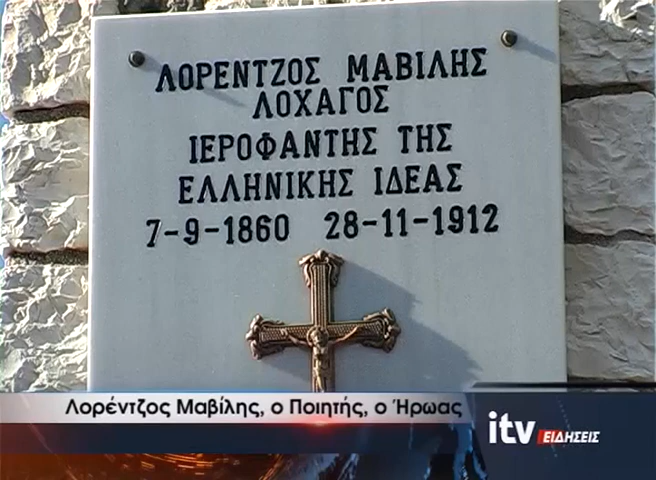 ΛΟΡΕΝΤΖΟΣ ΜΑΒΙΛΗΣ
ΛΟΧΑΓΟΣ
ΙΕΡΟΦΑΝΤΗΣ ΤΗΣ
ΕΛΛΗΝΙΚΗΣ ΙΔΕΑΣ
7-9-1860 28-11-1912
Λορέντζος Μαβίλης, ο Ποιητής, ο Ήρωας
itv ΕΙΔΗΣΕΙΣ